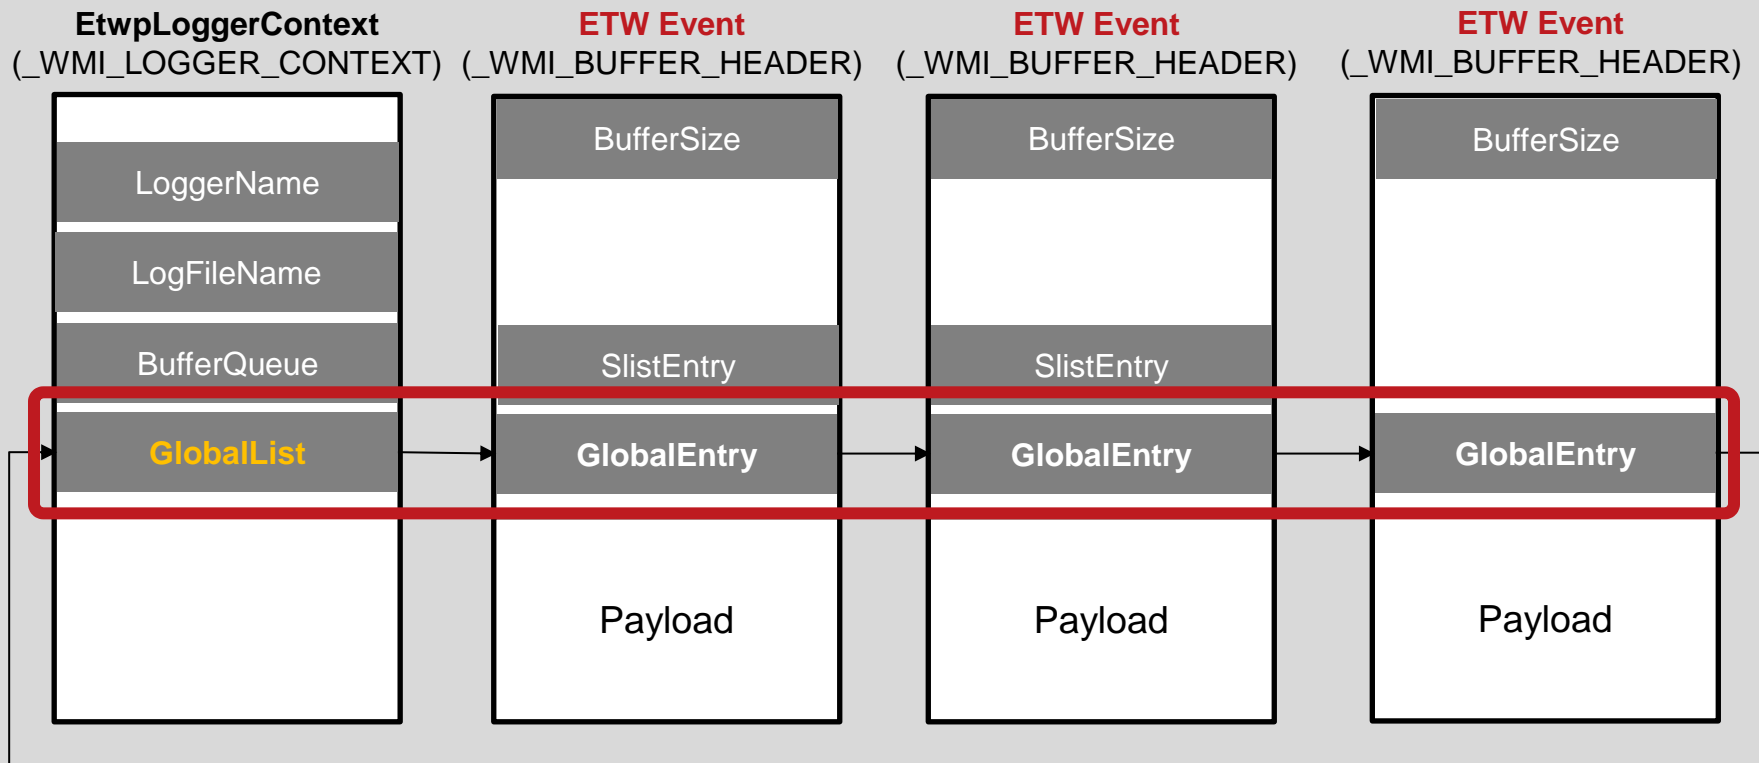 EtwpLoggerContext
(_WMI_LOGGER_CONTEXT)
LoggerName
LogFileName
BufferQueue
GlobalList
ETW Event
(_WMI_BUFFER_HEADER)
BufferSize
SlistEntry
GlobalEntry
Payload
ETW Event
(_WMI_BUFFER_HEADER)
BufferSize
SlistEntry
GlobalEntry
Payload
ETW Event
(_WMI_BUFFER_HEADER)
BufferSize
GlobalEntry
Payload